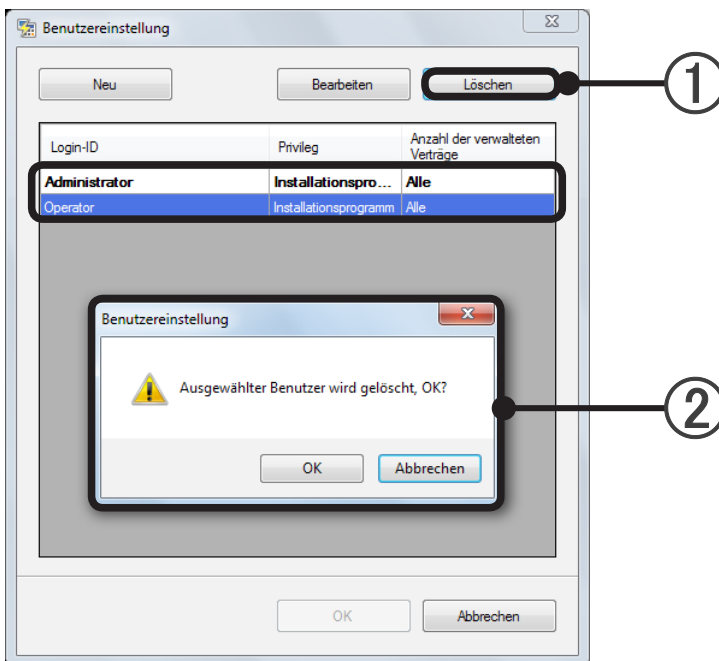 Benutzereinstellung
Neu Bearbeiten Löschen
①
Login-ID Privileg Anzahl der verwalteten
Verträge
Administrator Installationspro... Alle
Operator Installationsprogramm Alle
Benutzereinstellung
Ausgewählter Benutzer wird gelöscht, OK?
②
OK Abbrechen
OK Abbrechen